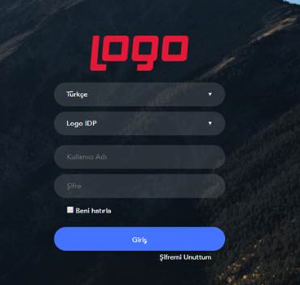 LOGO
Türkçe
Logo IDP
Kullanıcı Adı
Şifre
Beni hatırla
Giriş
Şifremi Unuttum